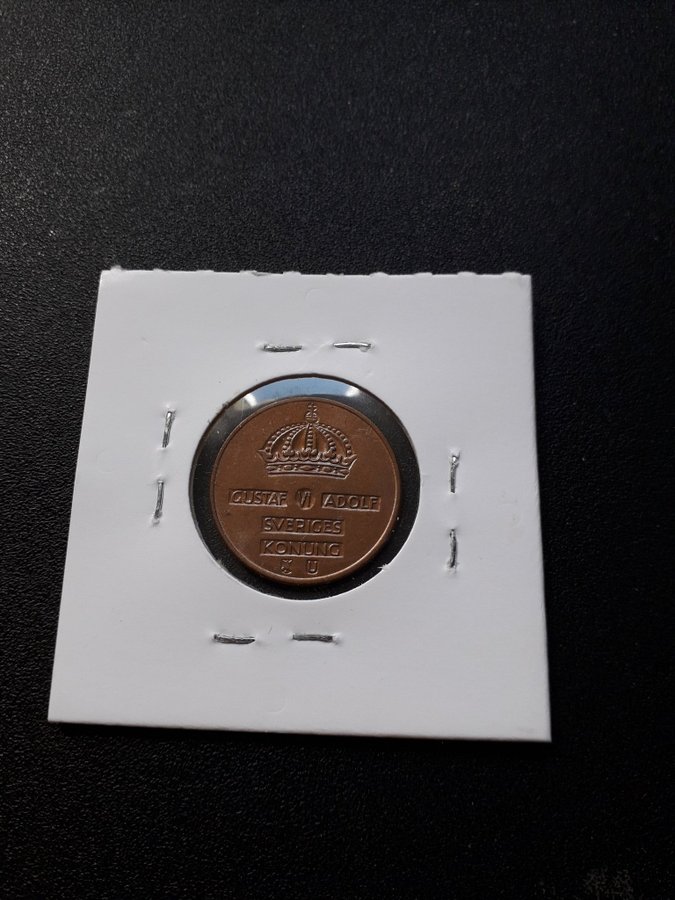 GUSTAF VI ADOLF
SVERIGES
KONUNG
U